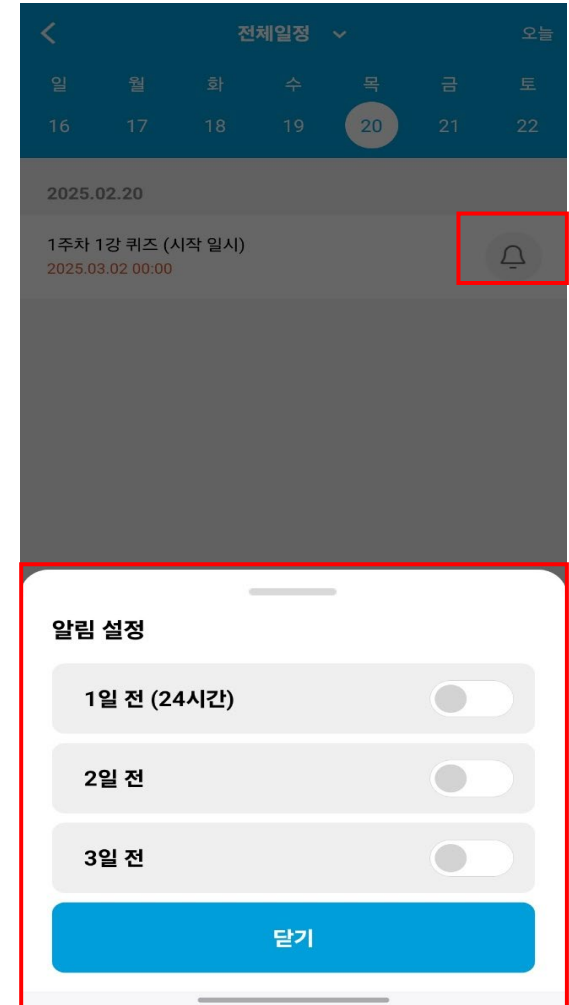 전체일정
오늘
일 월 화 수 목 금 토
16 17 18 19 20 21 22
2025.02.20
1주차 1강 퀴즈 (시작 일시)
2025.03.02 00:00
알림 설정
1일 전 (24시간)
2일 전
3일 전
닫기